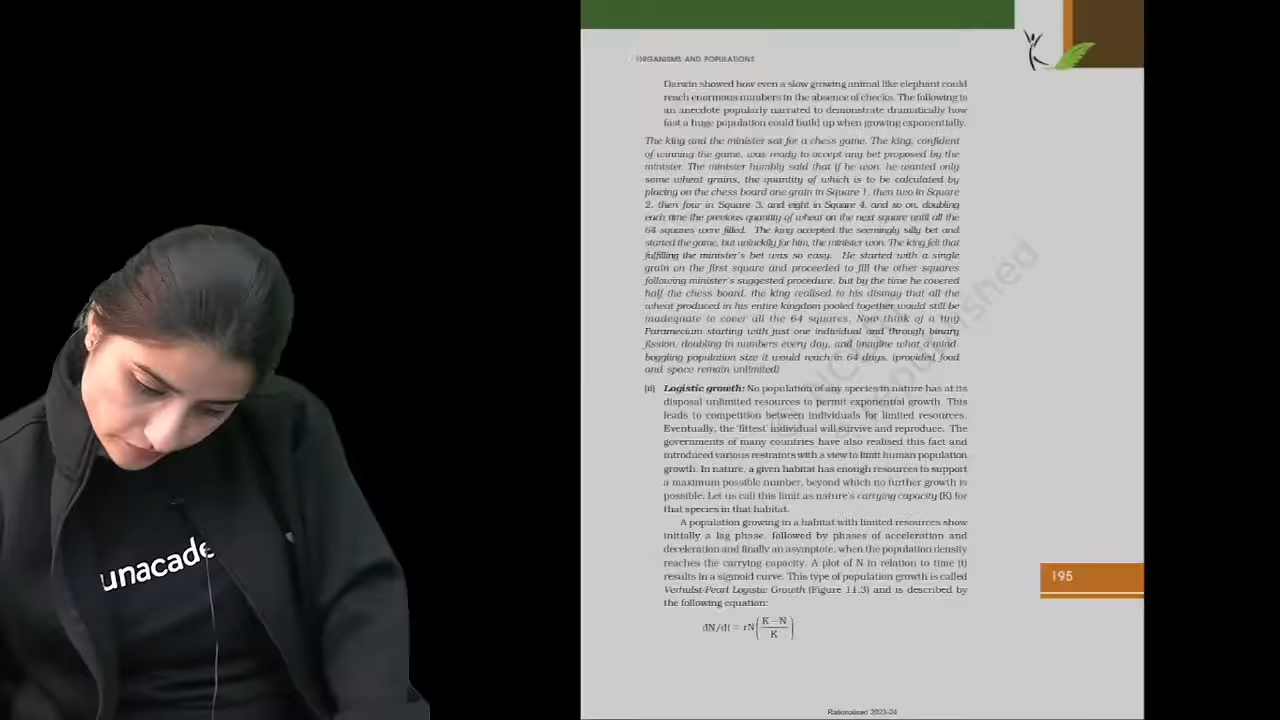 ORGANISMS AND POPULATIONS
Darwin showed how even a slow growing animal like elephant could
reach enormous numbers in the absence of checks. The following is
an anecdote popularly narrated to demonstrate dramatically how
fast a huge population could build up when growing exponentially.
The king and the minister sat for a chess game. The king, confident
of winning the game, was ready to accept any bet proposed by the
minister. The minister humbly said that if he won, he wanted only
some wheat grains, the quantity of which is to be calculated by
placing on the chess board one grain in Square 1, then two in Square
2, then four in Square 3, and eight in Square 4, and so on, doubling
each time the previous quantity of wheat on the next square until all the
64 squares were filled. The king accepted the seemingly silly bet and
started the game, but unluckily for him, the minister won. The king felt that
fulfilling the minister's bet was so easy. He started with a single
grain on the first square and proceeded to fill the other squares
following minister's suggested procedure, but by the time he covered
half the chess board, the king realised to his dismay that all the
wheat produced in his entire kingdom pooled together would still be
inadequate to cover all the 64 squares. Now think of a tiny
Paramecium starting with just one individual and through binary
fission, doubling in numbers every day, and imagine what a mind-
boggling population size it would reach in 64 days. (provided food
and space remain unlimited)
(ii) Logistic growth: No population of any species in nature has at its
disposal unlimited resources to permit exponential growth. This
leads to competition between individuals for limited resources.
Eventually, the 'fittest' individual will survive and reproduce. The
governments of many countries have also realised this fact and
introduced various restraints with a view to limit human population
growth. In nature, a given habitat has enough resources to support
a maximum possible number, beyond which no further growth is
possible. Let us call this limit as nature's carrying capacity (K) for
that species in that habitat.
A population growing in a habitat with limited resources show
initially a lag phase, followed by phases of acceleration and
deceleration and finally an asymptote, when the population density
reaches the carrying capacity. A plot of N in relation to time (t)
results in a sigmoid curve. This type of population growth is called
Verhulst-Pearl Logistic Growth (Figure 11.3) and is described by
the following equation:
dN/dt = rN((K−N)/K)
195
Rationalised 2023-24
unacade